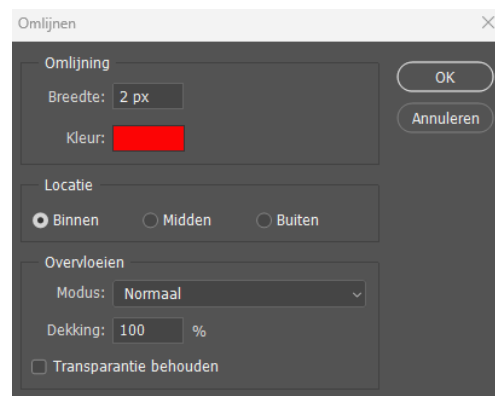 Omlijnen
Omlijning
Breedte: 2 px
Kleur:
OK
Annuleren
Locatie
Binnen Midden Buiten
Overvloeien
Modus: Normaal
Dekking: 100 %
Transparantie behouden